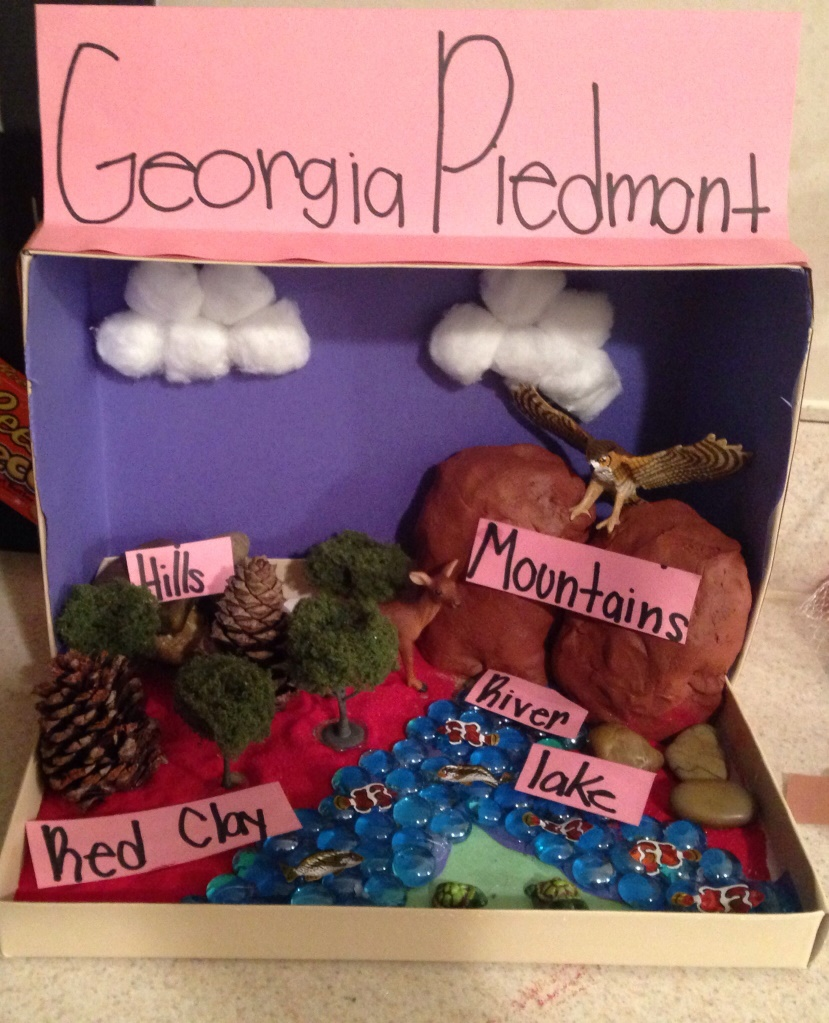 Georgia Piedmont
Hills
Mountains
River
lake
Red Clay